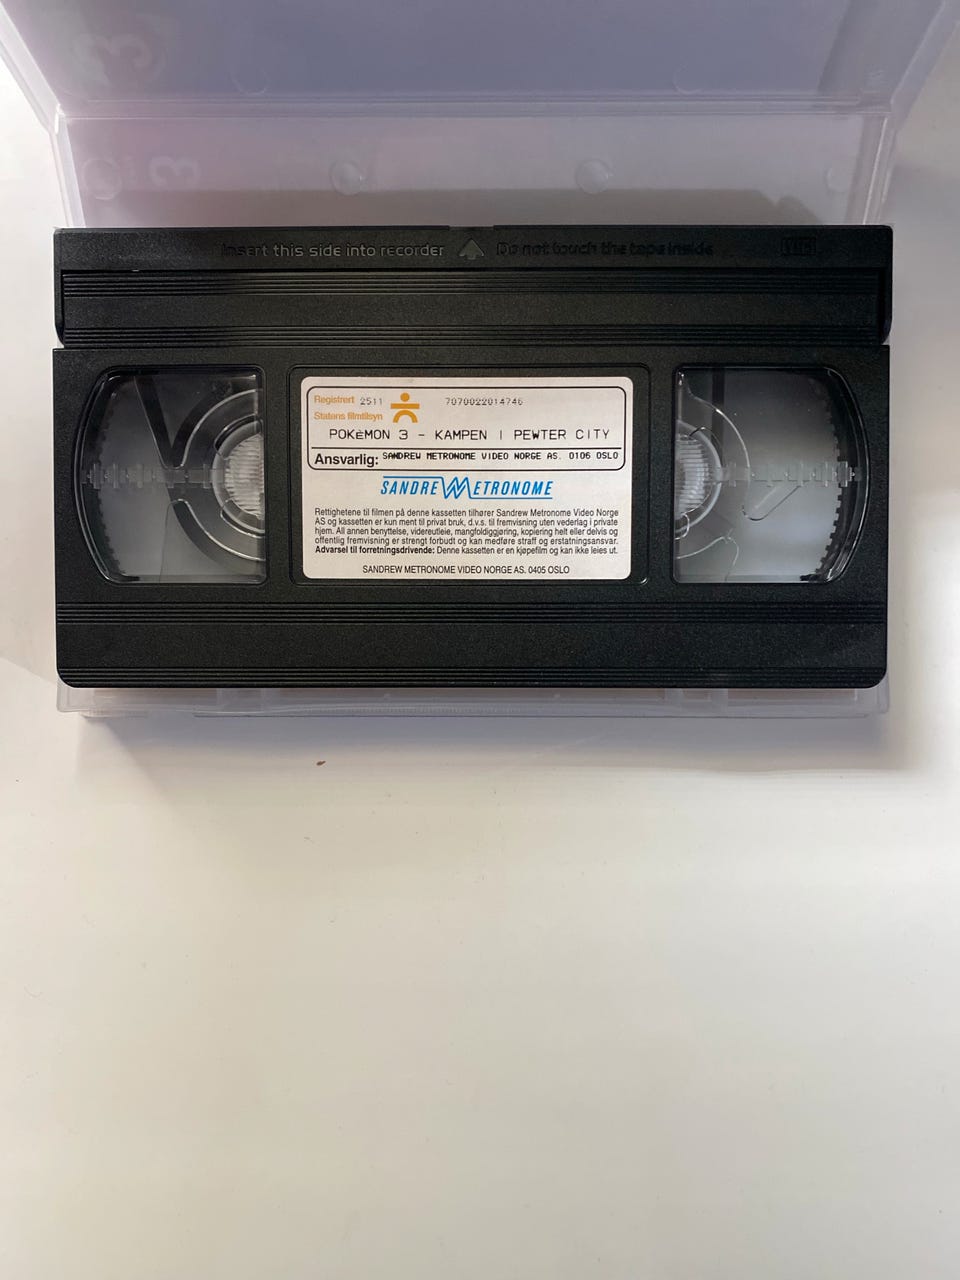 Insert this side into recorder Do not touch the tape inside VHS
Registrert 2511 7070022014746
Statens filmtilsyn
POKéMON 3 - KAMPEN I PEWTER CITY
Ansvarlig: SANDREW METRONOME VIDEO NORGE AS. 0106 OSLO
SANDREW METRONOME
Rettighetene til filmen på denne kassetten tilhører Sandrew Metronome Video Norge
AS og kassetten er kun ment til privat bruk, d.v.s. til fremvisning uten vederlag i private
hjem. All annen benyttelse, videreutleie, mangfoldiggjøring, kopiering helt eller delvis og
offentlig fremvisning er strengt forbudt og kan medføre straff og erstatningsansvar.
Advarsel til forretningsdrivende: Denne kassetten er en kjøpefilm og kan ikke leies ut.
SANDREW METRONOME VIDEO NORGE AS. 0405 OSLO